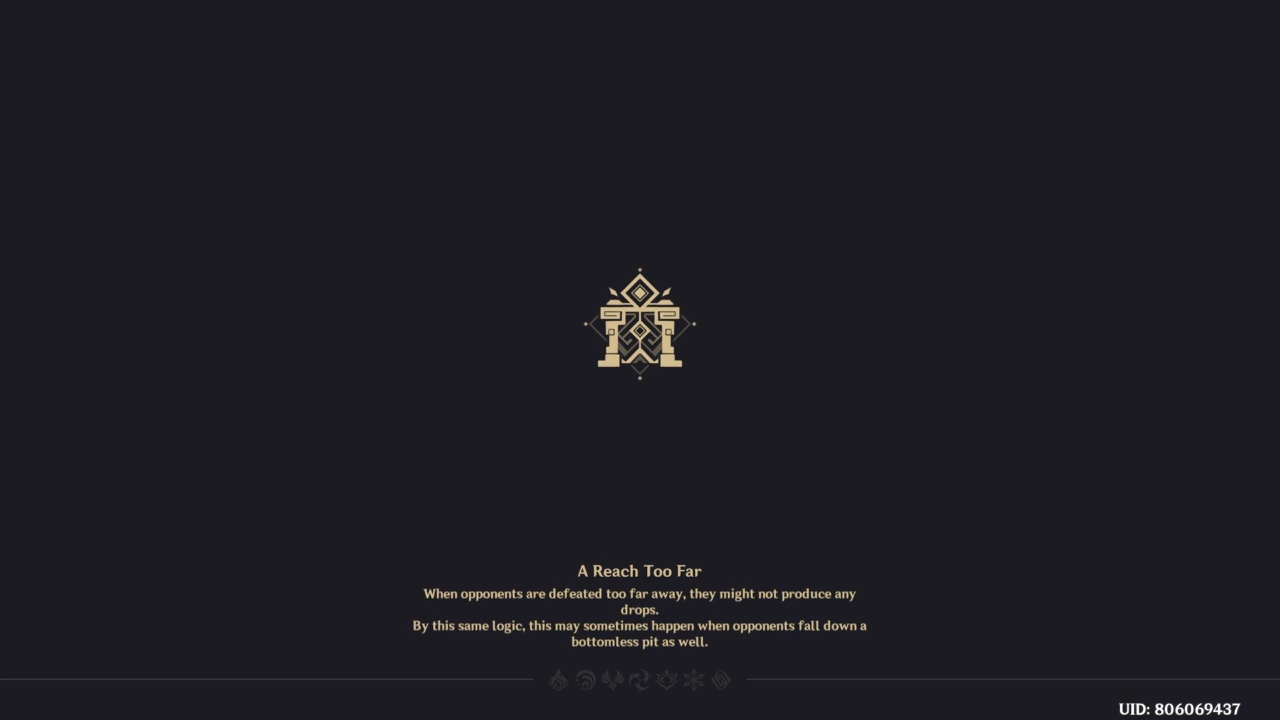 A Reach Too Far
When opponents are defeated too far away, they might not produce any
drops.
By this same logic, this may sometimes happen when opponents fall down a
bottomless pit as well.
UID: 806069437